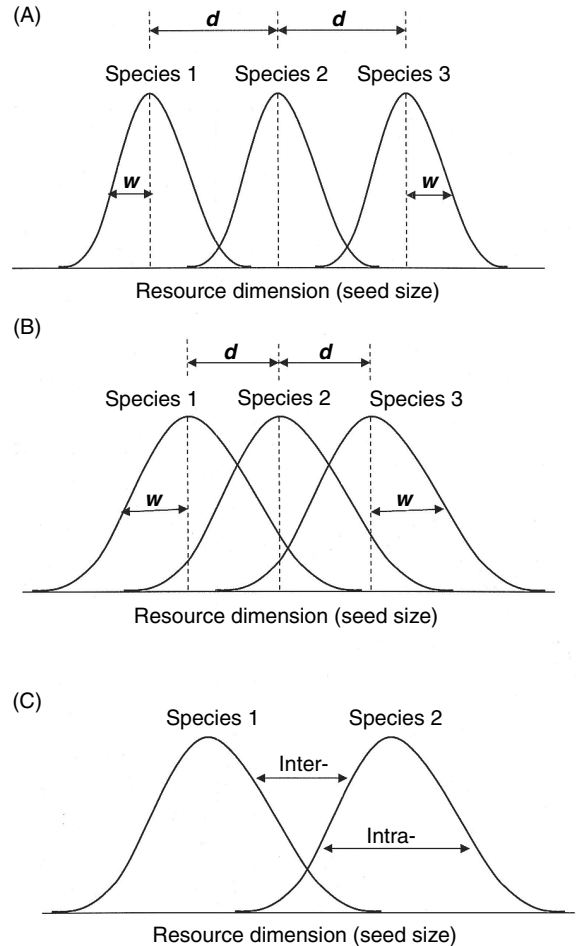 (A)
d d
Species 1 Species 2 Species 3
w w
Resource dimension (seed size)
(B)
d d
Species 1 Species 2 Species 3
w w
Resource dimension (seed size)
(C)
Species 1 Species 2
Inter-
Intra-
Resource dimension (seed size)